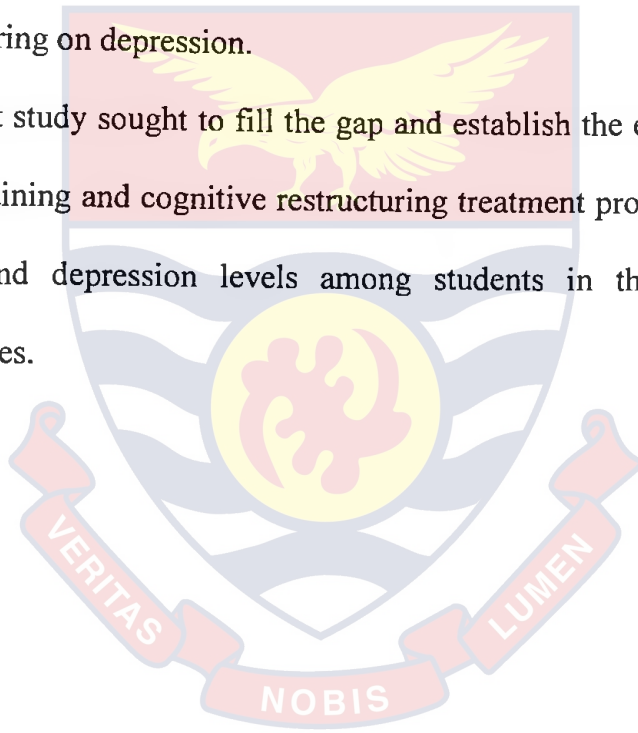 ring on depression.
t study sought to fill the gap and establish the e
ining and cognitive restructuring treatment pro
nd depression levels among students in th
es.
VERITAS
NOBIS
LUMEN